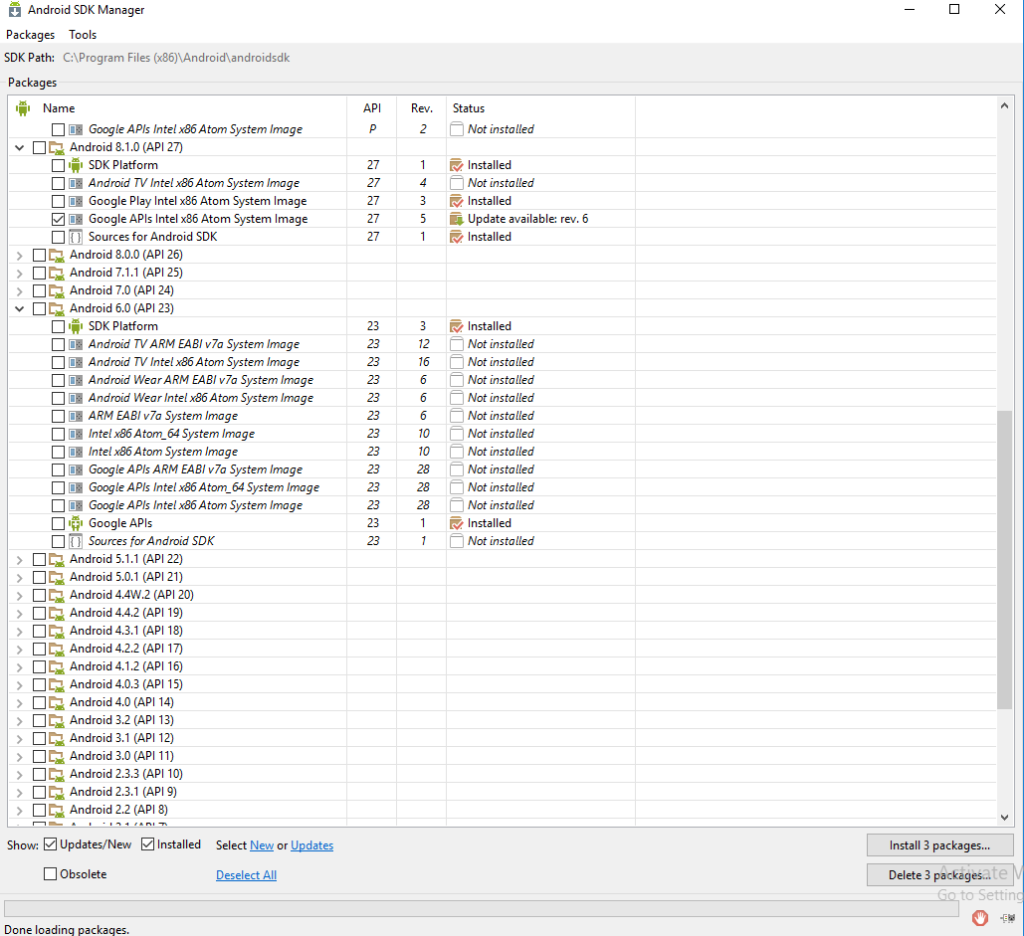 Android SDK Manager
Packages Tools
SDK Path: C:\Program Files (x86)\Android\androidsdk
Packages
Name API Rev. Status
Google APIs Intel x86 Atom System Image P 2 Not installed
Android 8.1.0 (API 27)
SDK Platform 27 1 Installed
Android TV Intel x86 Atom System Image 27 4 Not installed
Google Play Intel x86 Atom System Image 27 3 Installed
Google APIs Intel x86 Atom System Image 27 5 Update available: rev. 6
Sources for Android SDK 27 1 Installed
Android 8.0.0 (API 26)
Android 7.1.1 (API 25)
Android 7.0 (API 24)
Android 6.0 (API 23)
SDK Platform 23 3 Installed
Android TV ARM EABI v7a System Image 23 12 Not installed
Android TV Intel x86 Atom System Image 23 16 Not installed
Android Wear ARM EABI v7a System Image 23 6 Not installed
Android Wear Intel x86 Atom System Image 23 6 Not installed
ARM EABI v7a System Image 23 6 Not installed
Intel x86 Atom_64 System Image 23 10 Not installed
Intel x86 Atom System Image 23 10 Not installed
Google APIs ARM EABI v7a System Image 23 28 Not installed
Google APIs Intel x86 Atom_64 System Image 23 28 Not installed
Google APIs Intel x86 Atom System Image 23 28 Not installed
Google APIs 23 1 Installed
Sources for Android SDK 23 1 Not installed
Android 5.1.1 (API 22)
Android 5.0.1 (API 21)
Android 4.4W.2 (API 20)
Android 4.4.2 (API 19)
Android 4.3.1 (API 18)
Android 4.2.2 (API 17)
Android 4.1.2 (API 16)
Android 4.0.3 (API 15)
Android 4.0 (API 14)
Android 3.2 (API 13)
Android 3.1 (API 12)
Android 3.0 (API 11)
Android 2.3.3 (API 10)
Android 2.3.1 (API 9)
Android 2.2 (API 8)
Show: Updates/New Installed Select New or Updates Install 3 packages...
Obsolete Deselect All Delete 3 packages...
Activate
Go to Setting
Done loading packages.